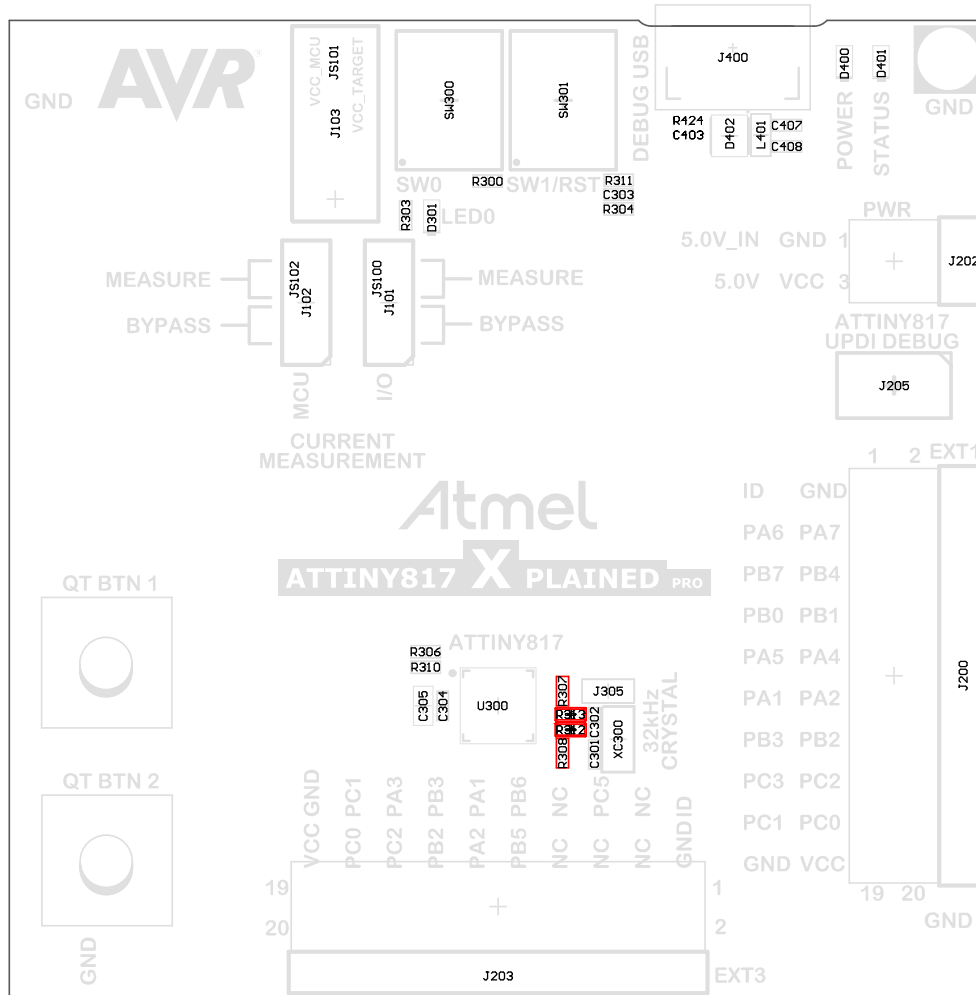 AVR
GND
VCC_MCU
VCC_TARGET
JS101
J103
SW300
SW301
SW0
SW1/RST
R300
R311
C303
R304
R303
D301
LED0
DEBUG USB
J400
R424
C403
D402
L401
C407
C408
D400
D401
POWER
STATUS
GND
PWR
5.0V_IN GND 1
5.0V VCC 3
J202
ATTINY817
UPDI DEBUG
J205
MEASURE
BYPASS
JS102
J102
JS100
J101
MEASURE
BYPASS
MCU
I/O
CURRENT
MEASUREMENT
Atmel
ATTINY817 X PLAINED PRO
1 2 EXT1
ID GND
PA6 PA7
PB7 PB4
PB0 PB1
PA5 PA4
PA1 PA2
PB3 PB2
PC3 PC2
PC1 PC0
GND VCC
19 20
J200
GND
QT BTN 1
QT BTN 2
GND
ATTINY817
R306
R310
C305
C304
U300
R307
R308
C302
C301
J305
XC300
32kHz
CRYSTAL
VCC GND
PC0 PC1
PC2 PA3
PB2 PB3
PA2 PA1
PB5 PB6
NC NC
NC PC5
NC NC
GND ID
19
20
1
2
J203
EXT3